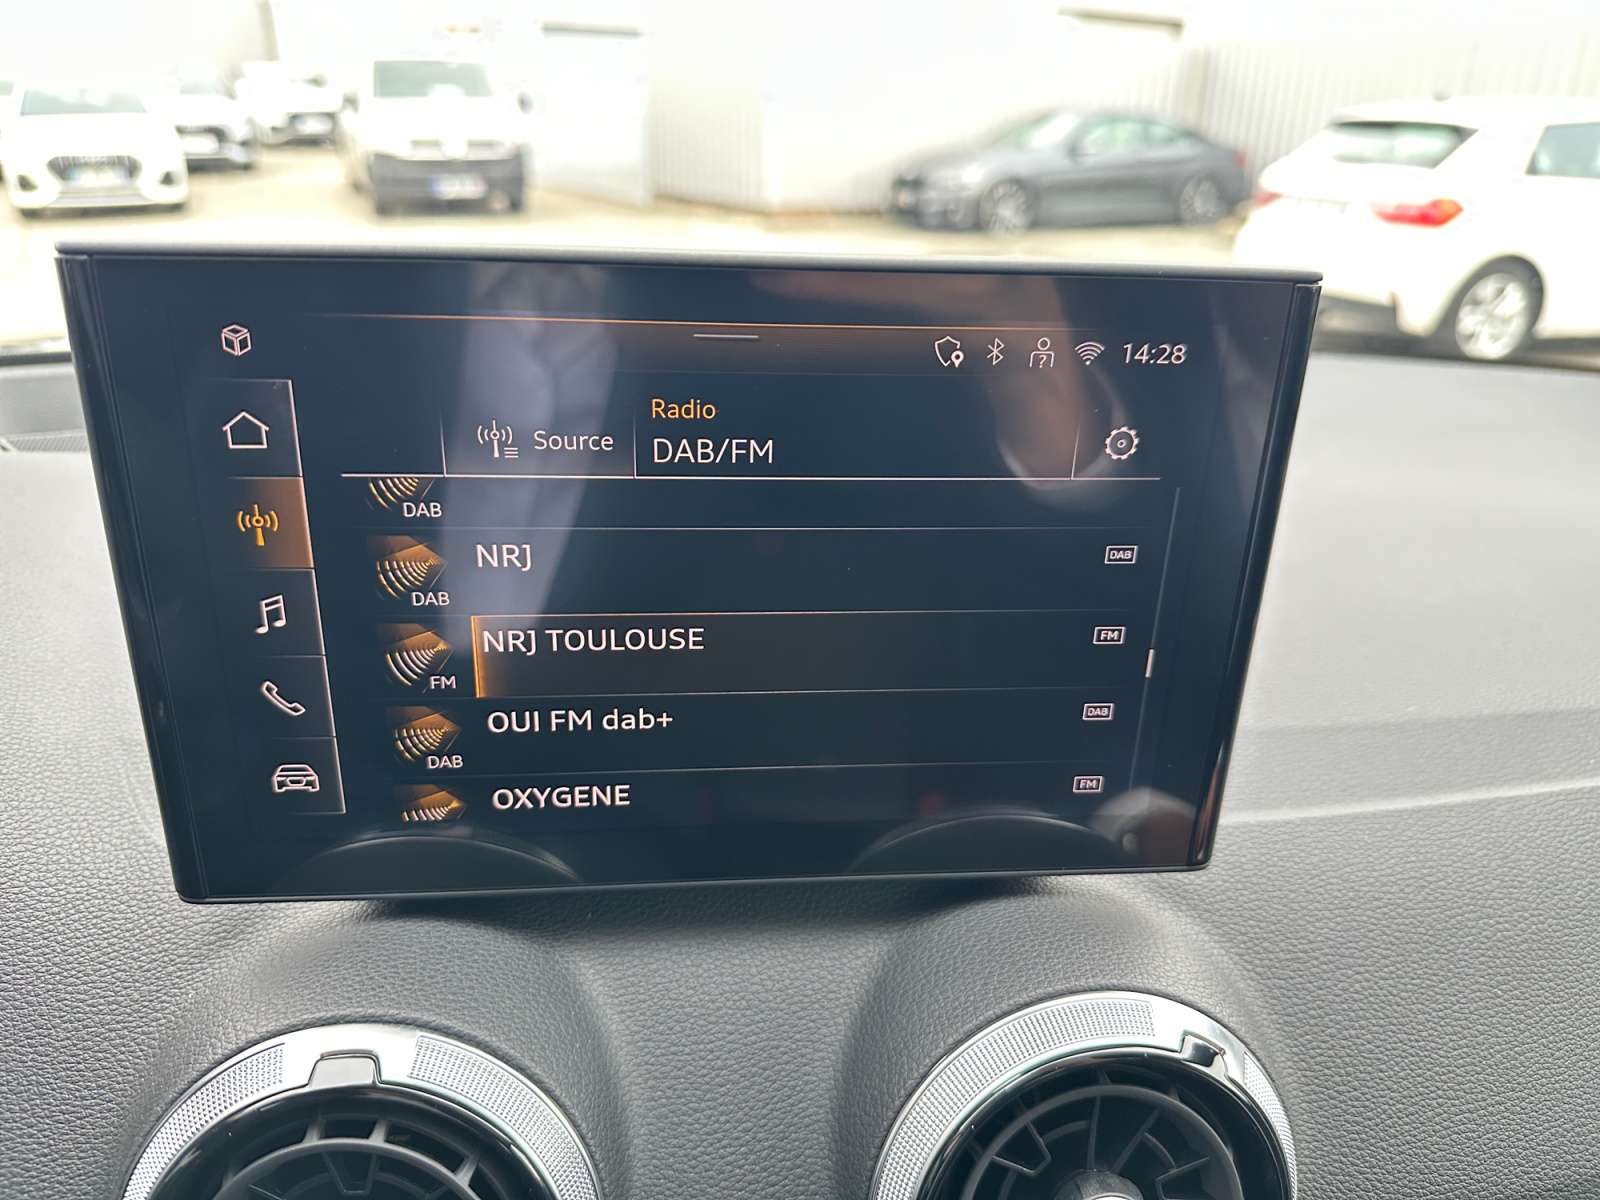 14:28
Source
Radio
DAB/FM
DAB
NRJ
DAB
DAB
NRJ TOULOUSE
FM
FM
OUI FM dab+
DAB
DAB
OXYGENE
FM